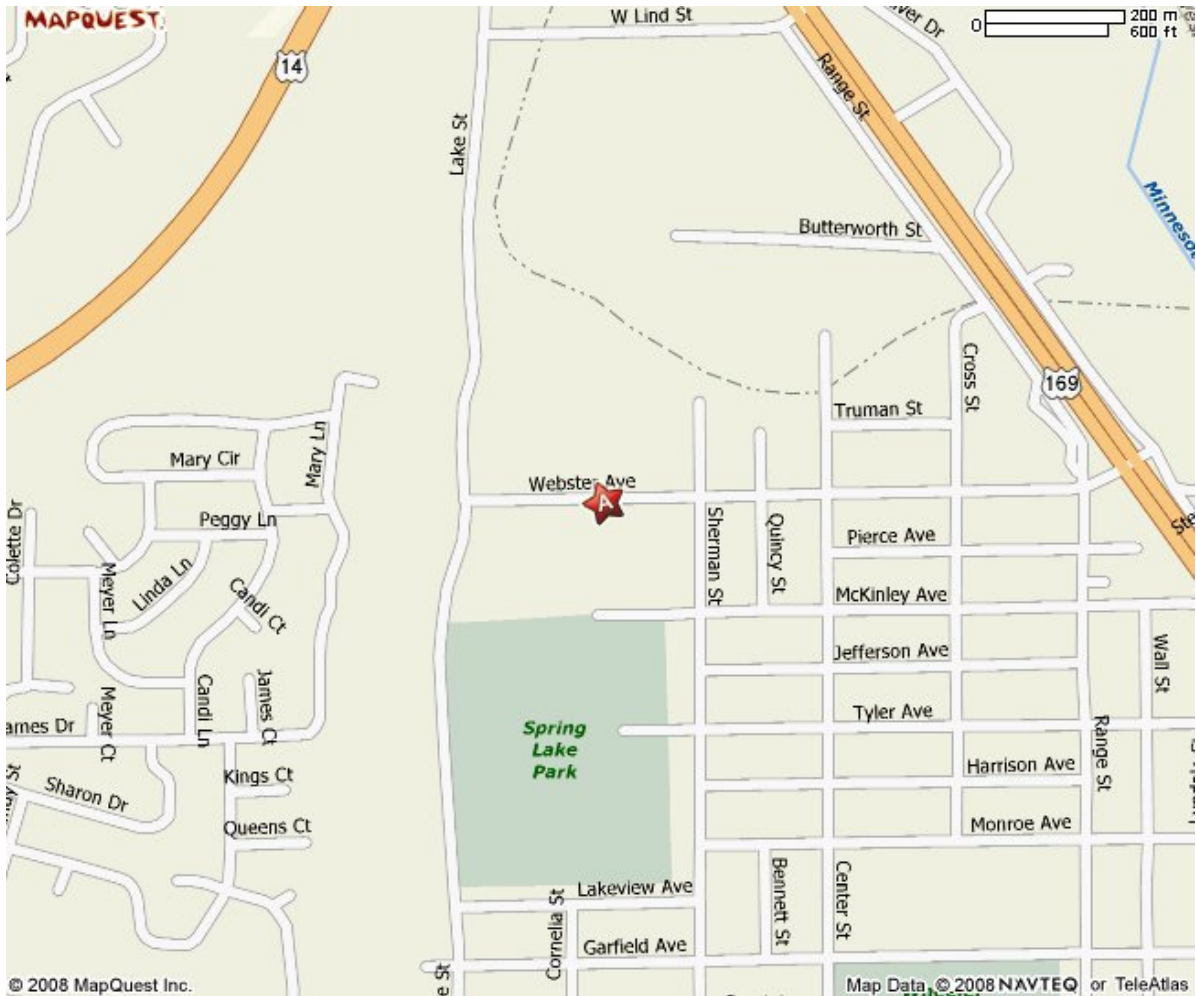 MAPQUEST.
W Lind St
0
200 m
600 ft
14
Range St
Lake St
Butterworth St
169
Cross St
Truman St
Mary Ln
Mary Cir
Webster Ave
A
Peggy Ln
Colette Dr
Sherman St
Quincy St
Pierce Ave
Linda Ln
Meyer Ln
Candi Ct
McKinley Ave
Jefferson Ave
Wall St
James Ct
Candi Ln
Meyer Ct
ames Dr
Tyler Ave
Spring
Lake
Park
Range St
Harrison Ave
Kings Ct
Sharon Dr
Queens Ct
Monroe Ave
Lakeview Ave
Bennett St
Center St
Cornelia St
Garfield Ave
e St
© 2008 MapQuest Inc.
Map Data © 2008 NAVTEQ or TeleAtlas